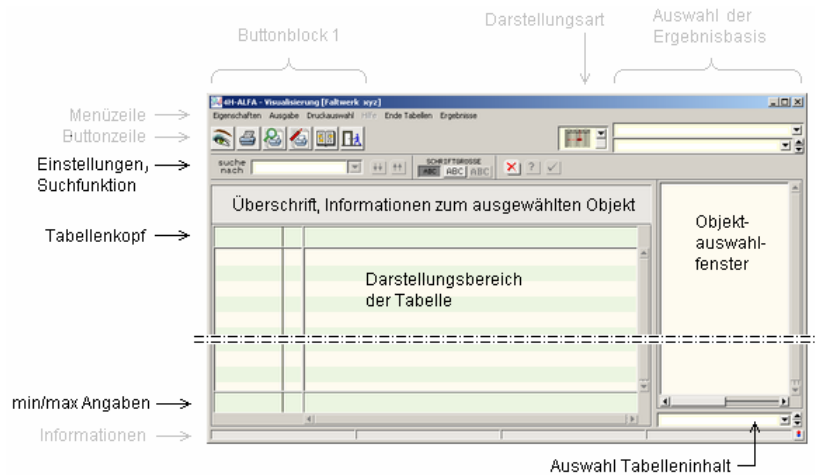 Darstellungsart
Auswahl der
Ergebnisbasis
Buttonblock 1
4H-ALFA - Visualisierung [Faltwerk xyz]
Menüzeile
Eigenschaften Ausgabe Druckauswahl Hilfe Ende Tabellen Ergebnisse
Buttonzeile
Einstellungen,
Suchfunktion
suche
nach
SCHRIFTGRÖSSE
ABC ABC ABC
?
Überschrift, Informationen zum ausgewählten Objekt
Tabellenkopf
Objekt-
auswahl-
fenster
Darstellungsbereich
der Tabelle
min/max Angaben
Informationen
Auswahl Tabelleninhalt